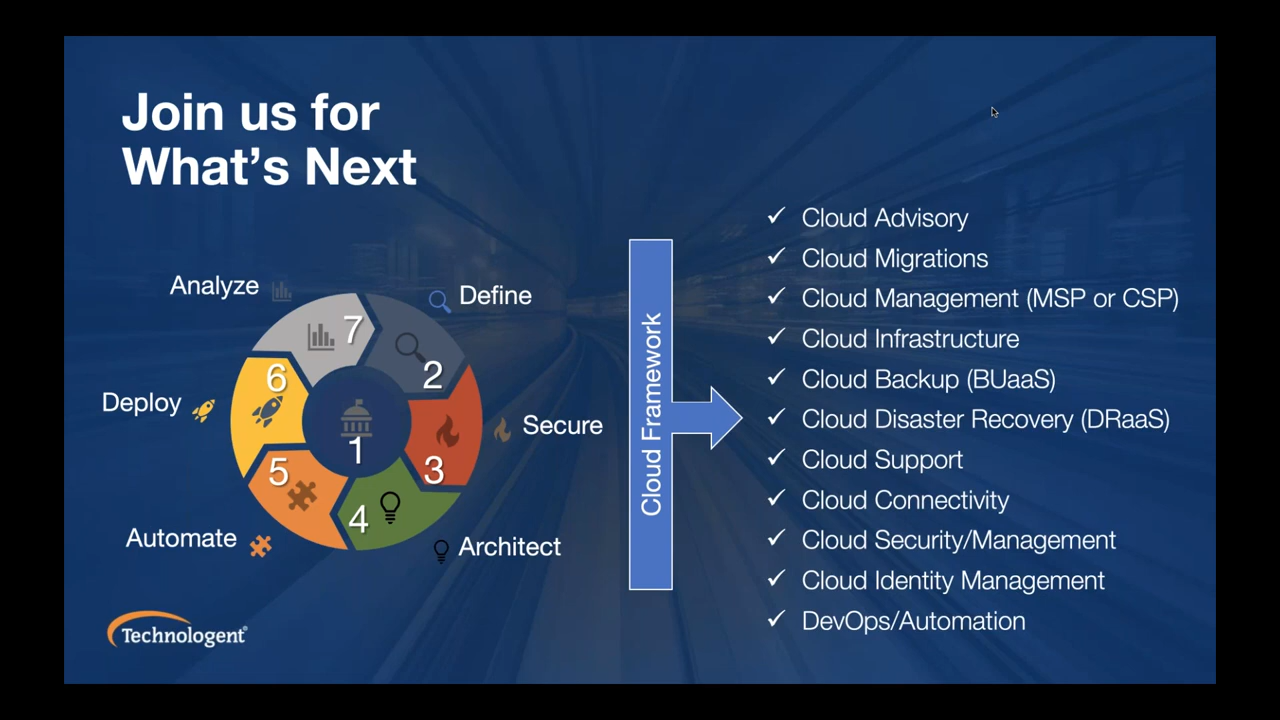 Join us for
What's Next
Analyze
Define
7
6
2
Deploy
Secure
1
5
3
4
Automate
Architect
Cloud Framework
✓ Cloud Advisory
✓ Cloud Migrations
✓ Cloud Management (MSP or CSP)
✓ Cloud Infrastructure
✓ Cloud Backup (BUaaS)
✓ Cloud Disaster Recovery (DRaaS)
✓ Cloud Support
✓ Cloud Connectivity
✓ Cloud Security/Management
✓ Cloud Identity Management
✓ DevOps/Automation
Technologent®